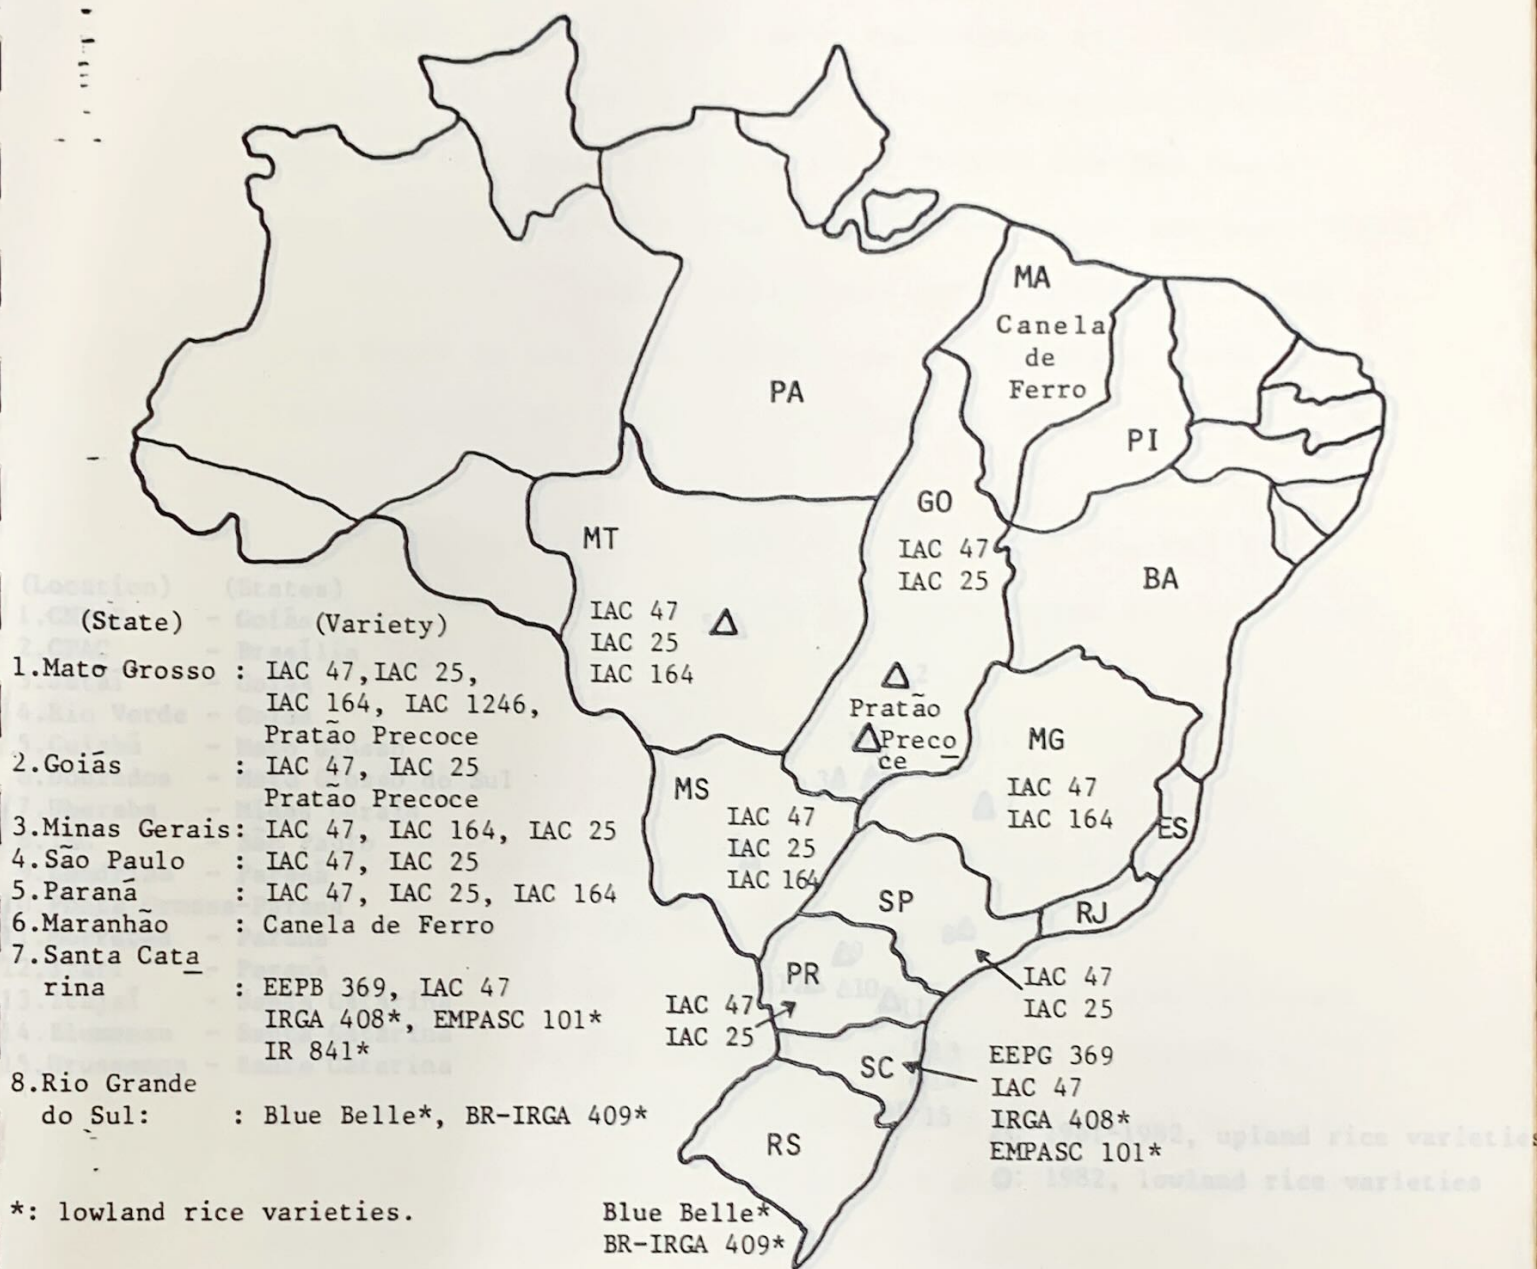 MA
Canela
de
Ferro
PA
PI
GO
IAC 47
IAC 25
MT
IAC 47
IAC 25
IAC 164
BA
Pratão
Preco
ce
MG
IAC 47
IAC 164
ES
MS
IAC 47
IAC 25
IAC 164
SP
RJ
IAC 47
IAC 25
PR
IAC 47
IAC 25
SC
EEPG 369
IAC 47
IRGA 408*
EMPASC 101*
RS
Blue Belle*
BR-IRGA 409*
(State) (Variety)
1.Mato Grosso : IAC 47,IAC 25,
IAC 164, IAC 1246,
Pratão Precoce
2.Goiãs : IAC 47, IAC 25
Pratão Precoce
3.Minas Gerais: IAC 47, IAC 164, IAC 25
4.São Paulo : IAC 47, IAC 25
5.Paranã : IAC 47, IAC 25, IAC 164
6.Maranhão : Canela de Ferro
7.Santa Cata
rina : EEPB 369, IAC 47
IRGA 408*, EMPASC 101*
IR 841*
8.Rio Grande
do Sul: : Blue Belle*, BR-IRGA 409*
*: lowland rice varieties.